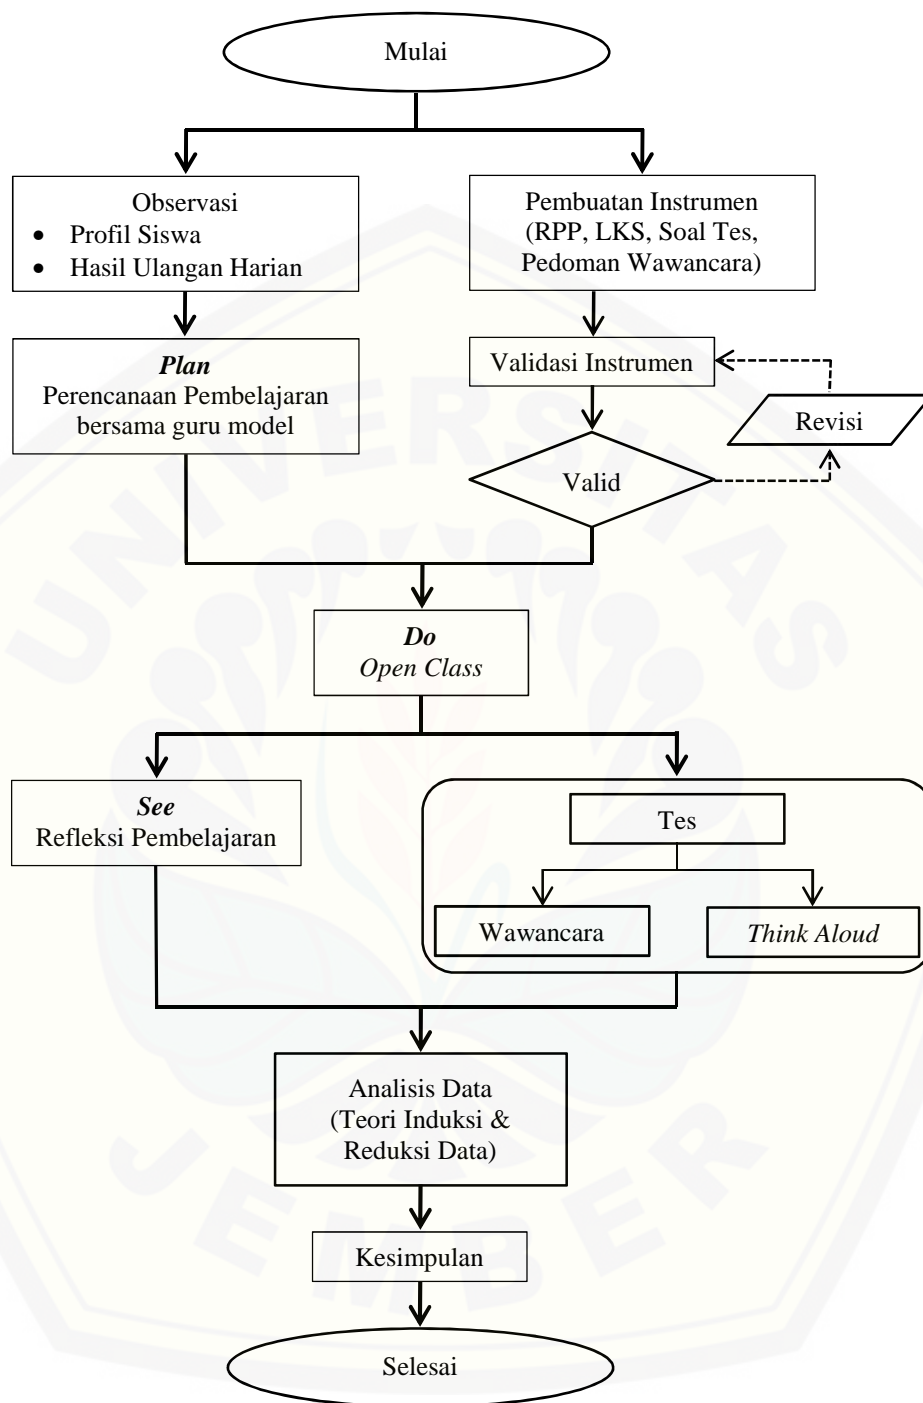 Mulai
Observasi
• Profil Siswa
• Hasil Ulangan Harian
Pembuatan Instrumen
(RPP, LKS, Soal Tes,
Pedoman Wawancara)
Plan
Perencanaan Pembelajaran
bersama guru model
Validasi Instrumen
Revisi
Valid
Do
Open Class
See
Refleksi Pembelajaran
Tes
Wawancara
Think Aloud
Analisis Data
(Teori Induksi &
Reduksi Data)
Kesimpulan
Selesai
UNIVERSITAS
JEMBER